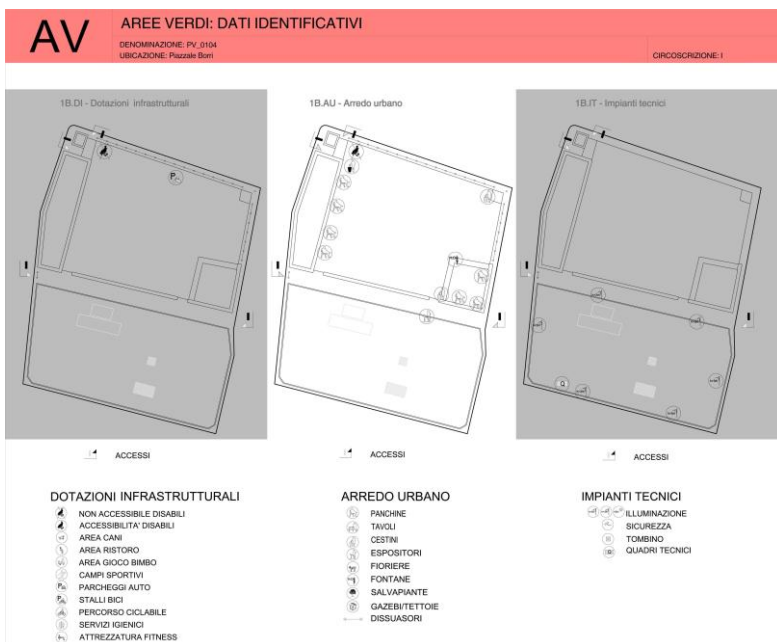 AV
AREE VERDI: DATI IDENTIFICATIVI
DENOMINAZIONE: PV_0104
UBICAZIONE: Piazzale Borri
CIRCOSCRIZIONE: I
1B.DI - Dotazioni infrastrutturali
1B.AU - Arredo urbano
1B.IT - Impianti tecnici
ACCESSI
ACCESSI
ACCESSI
DOTAZIONI INFRASTRUTTURALI
NON ACCESSIBILE DISABILI
ACCESSIBILITA' DISABILI
AREA CANI
AREA RISTORO
AREA GIOCO BIMBO
CAMPI SPORTIVI
PARCHEGGI AUTO
STALLI BICI
PERCORSO CICLABILE
SERVIZI IGIENICI
ATTREZZATURA FITNESS
ARREDO URBANO
PANCHINE
TAVOLI
CESTINI
ESPOSITORI
FIORIERE
FONTANE
SALVAPIANTE
GAZEBI/TETTOIE
DISSUASORI
IMPIANTI TECNICI
ILLUMINAZIONE
SICUREZZA
TOMBINO
QUADRI TECNICI